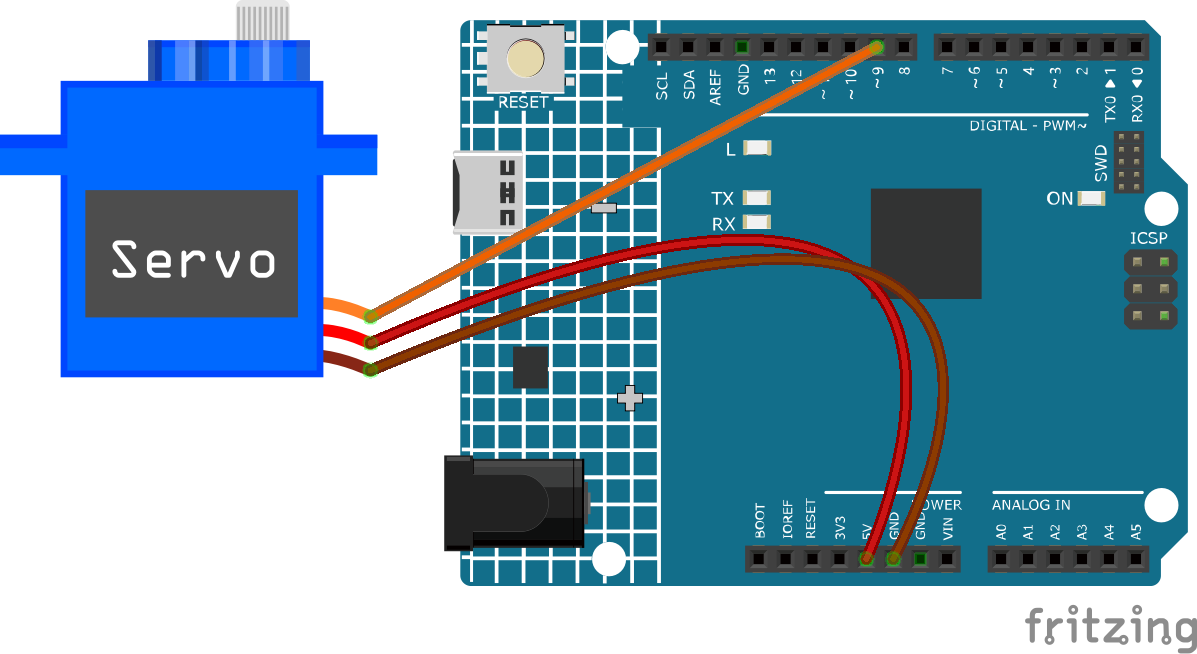 RESET
Servo
SCL
SDA
AREF
GND
13
12
~10
~9
8
7
~6
~5
4
~3
2
TX0 ▶ 1
RX0 ◀ 0
DIGITAL - PWM~
L
TX
RX
SWD
ON
ICSP
POWER
ANALOG IN
BOOT
IOREF
RESET
3V3
5V
GND
GND
VIN
A0
A1
A2
A3
A4
A5
fritzing